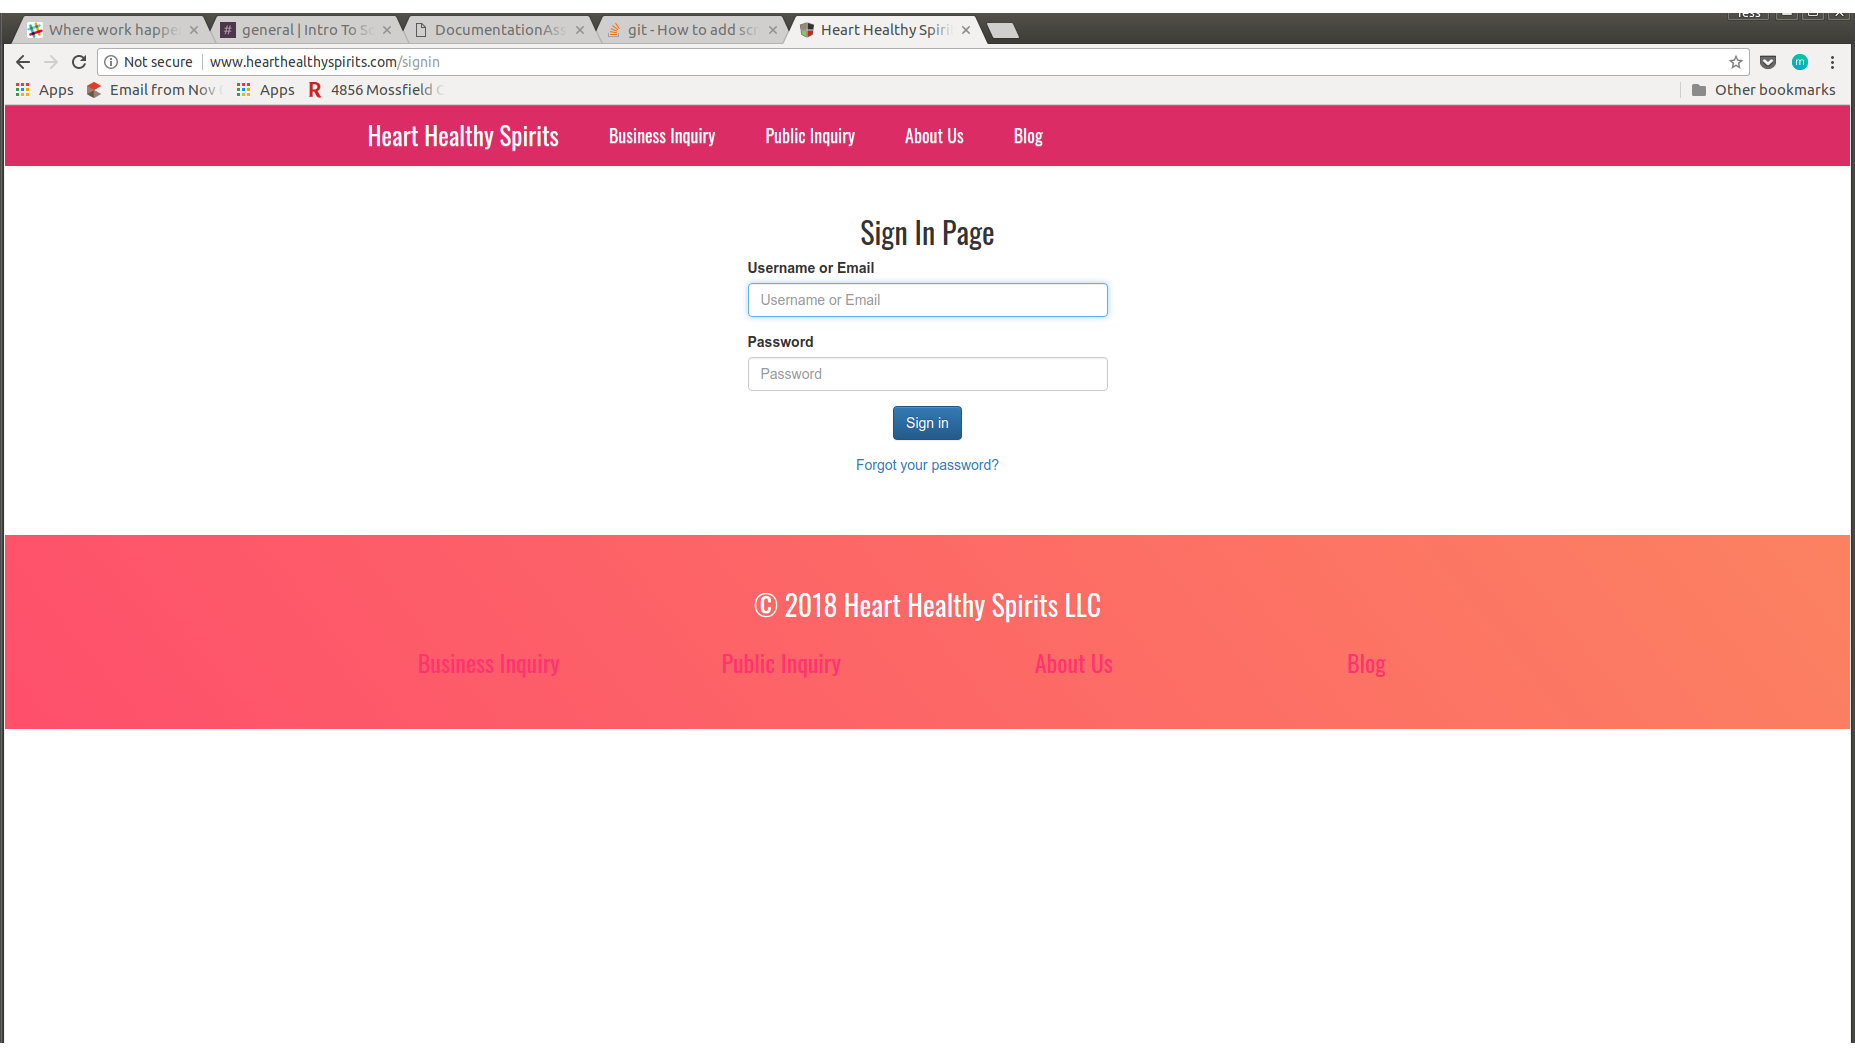 Tess
Where work happe
# general | Intro To Sc
DocumentationAss
git - How to add scr
Heart Healthy Spiri
Not secure www.hearthealthyspirits.com/signin
m
Apps Email from Nov Apps R 4856 Mossfield C Other bookmarks
Heart Healthy Spirits Business Inquiry Public Inquiry About Us Blog
Sign In Page
Username or Email
Username or Email
Password
Password
Sign in
Forgot your password?
© 2018 Heart Healthy Spirits LLC
Business Inquiry Public Inquiry About Us Blog